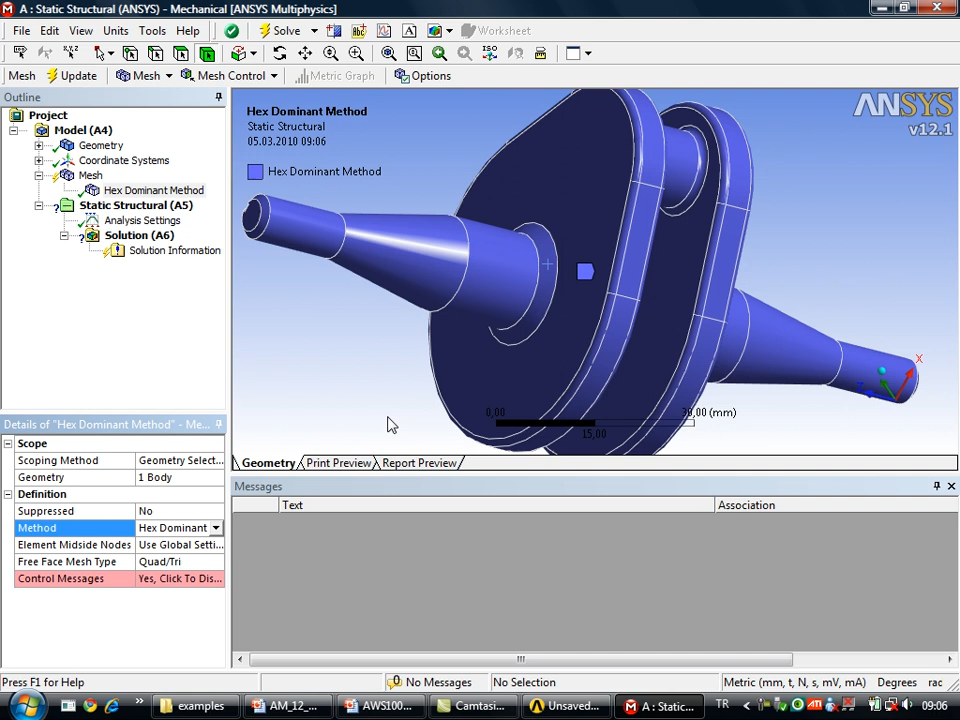 A : Static Structural (ANSYS) - Mechanical [ANSYS Multiphysics]
File Edit View Units Tools Help Solve Worksheet
Mesh Update Mesh Mesh Control Metric Graph Options
Outline
Project
Model (A4)
Geometry
Coordinate Systems
Mesh
Hex Dominant Method
Static Structural (A5)
Analysis Settings
Solution (A6)
Solution Information
Hex Dominant Method
Static Structural
05.03.2010 09:06
Hex Dominant Method
ANSYS
v12.1
X
Z
0,00
30,00 (mm)
15,00
Geometry Print Preview Report Preview
Details of "Hex Dominant Method" - Me...
Scope
Scoping Method Geometry Select...
Geometry 1 Body
Definition
Suppressed No
Method Hex Dominant
Element Midside Nodes Use Global Setti...
Free Face Mesh Type Quad/Tri
Control Messages Yes, Click To Dis...
Messages
Text Association
Press F1 for Help No Messages No Selection Metric (mm, t, N, s, mV, mA) Degrees rac
examples AM_12_... AWS100... Camtasi... Unsaved... A : Static... TR 09:06